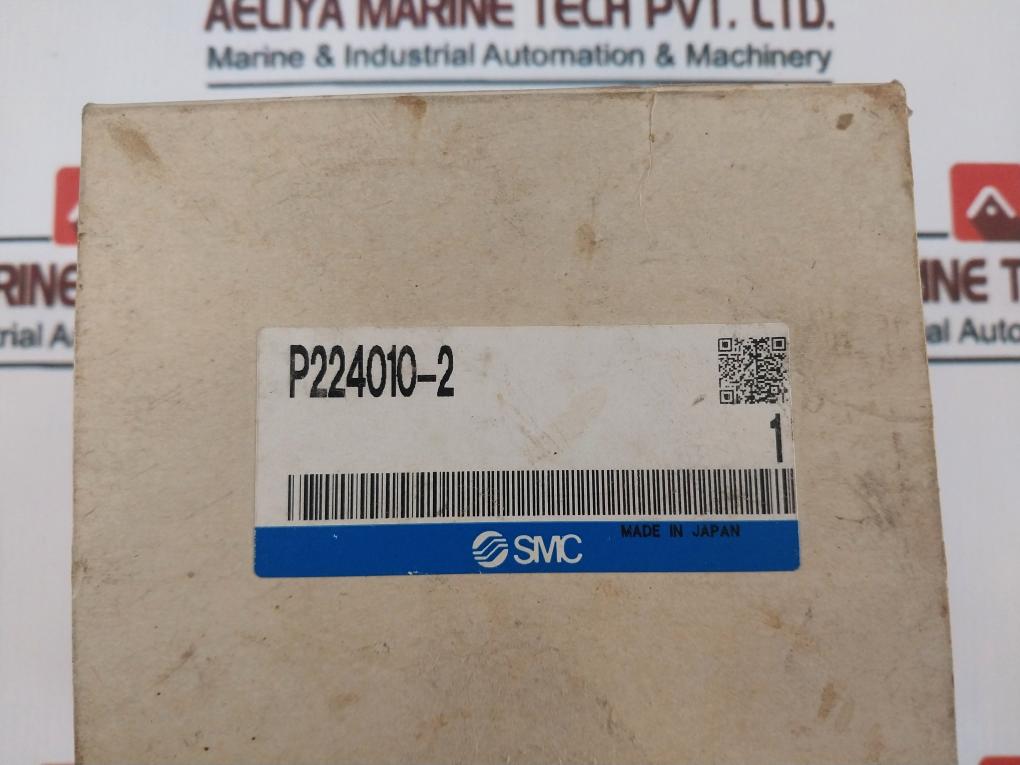 AELIYA MARINE TECH PVT. LTD.
Marine & Industrial Automation & Machinery
P224010-2
1
SMC
MADE IN JAPAN